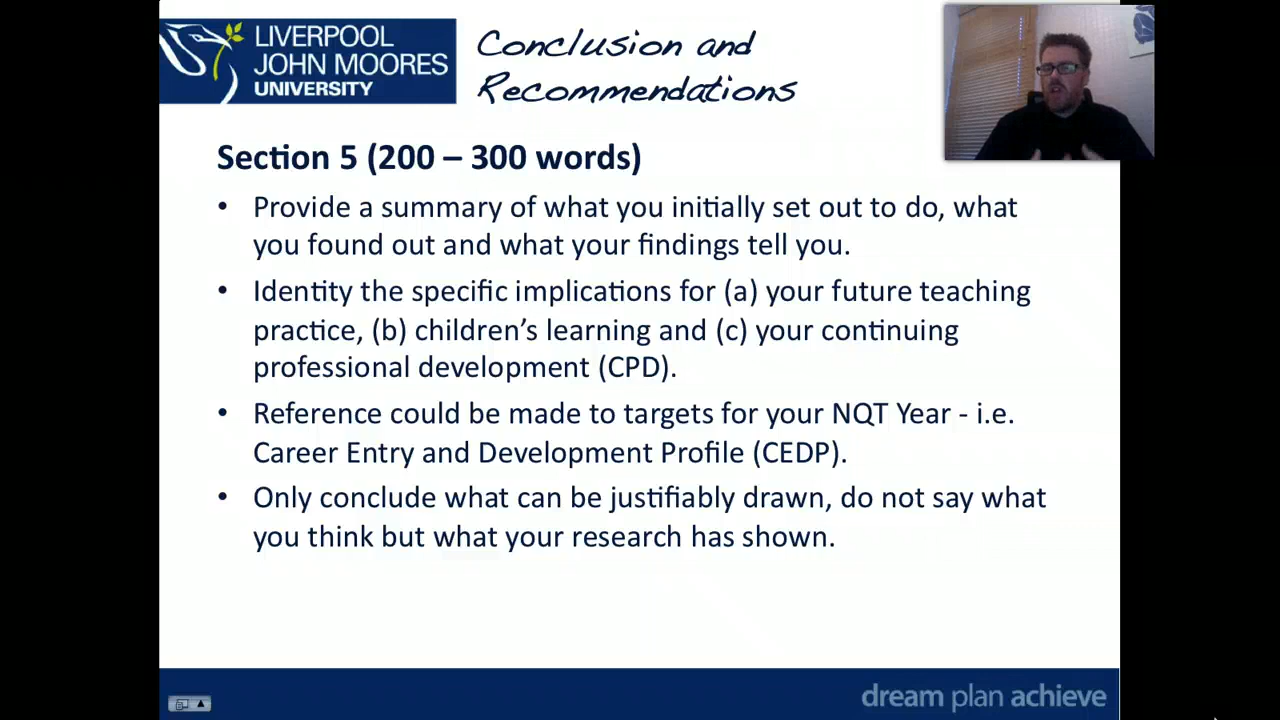 LIVERPOOL
JOHN MOORES
UNIVERSITY
Conclusion and
Recommendations
Section 5 (200 – 300 words)
• Provide a summary of what you initially set out to do, what
you found out and what your findings tell you.
• Identity the specific implications for (a) your future teaching
practice, (b) children's learning and (c) your continuing
professional development (CPD).
• Reference could be made to targets for your NQT Year - i.e.
Career Entry and Development Profile (CEDP).
• Only conclude what can be justifiably drawn, do not say what
you think but what your research has shown.
dream plan achieve